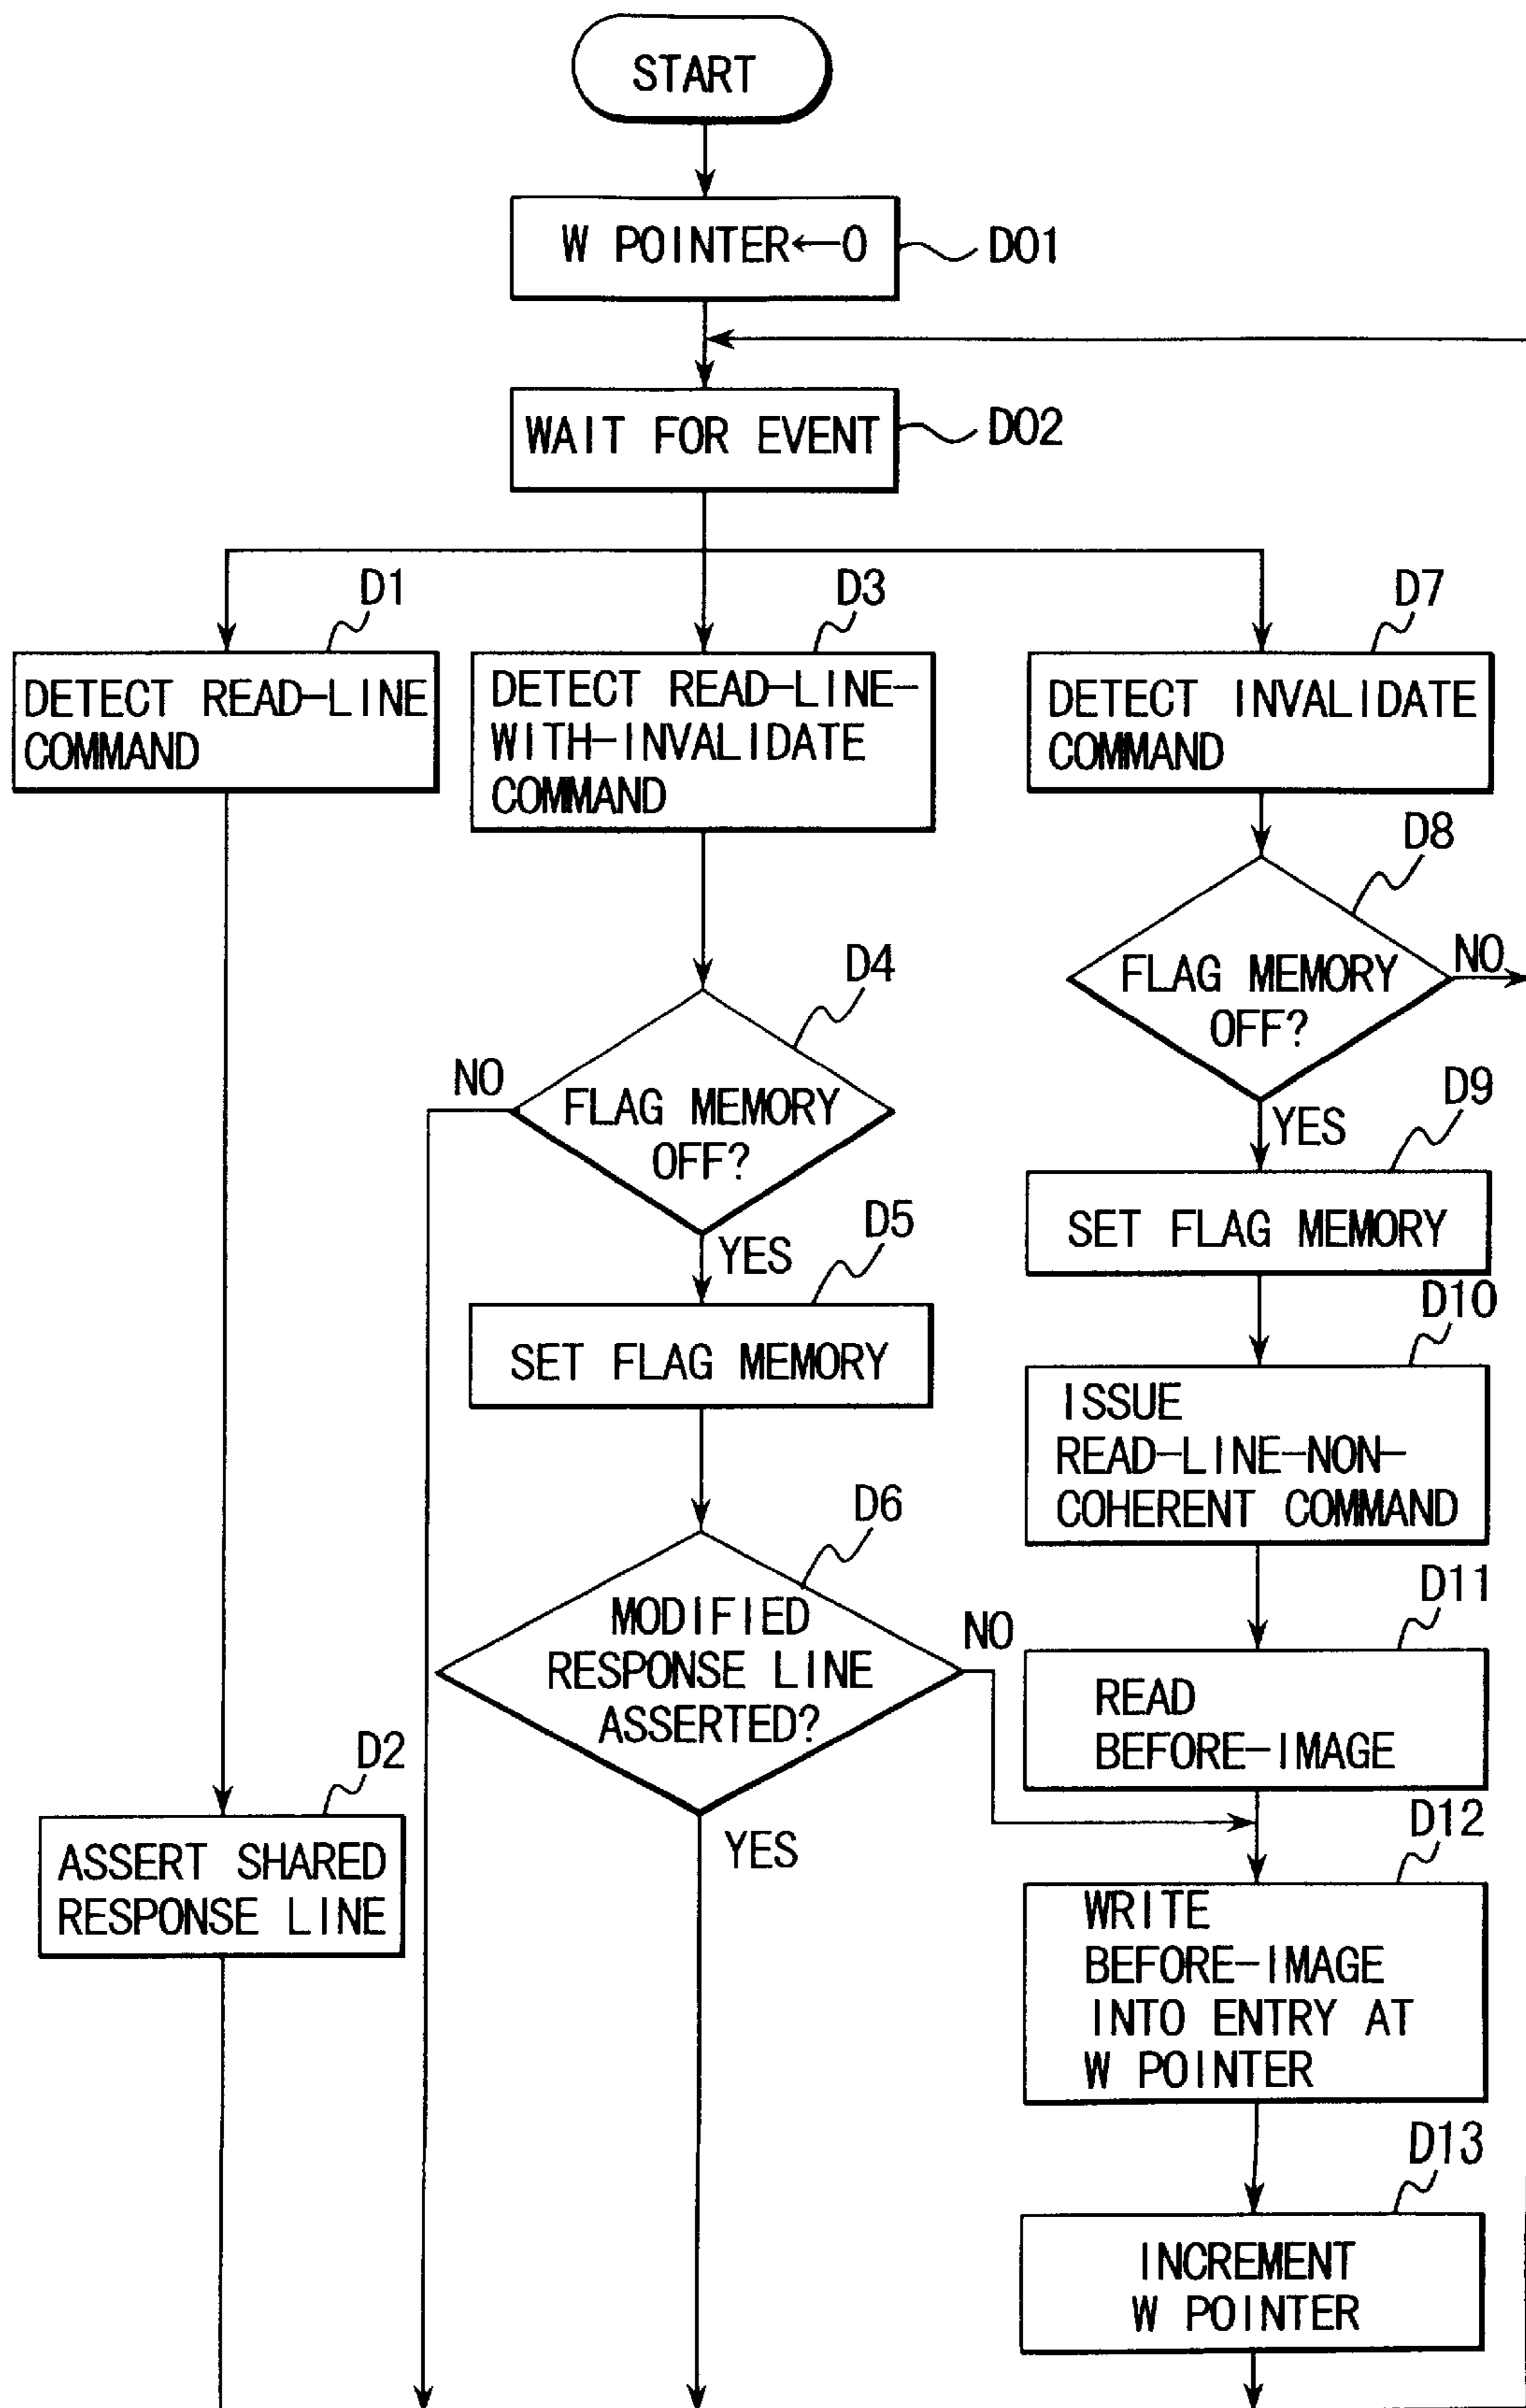 START
W POINTER←0
D01
WAIT FOR EVENT
D02
D1
D3
D7
DETECT READ-LINE
COMMAND
DETECT READ-LINE-
WITH-INVALIDATE
COMMAND
DETECT INVALIDATE
COMMAND
D8
FLAG MEMORY
OFF?
NO
YES
D4
FLAG MEMORY
OFF?
NO
YES
D9
SET FLAG MEMORY
D5
SET FLAG MEMORY
D10
ISSUE
READ-LINE-NON-
COHERENT COMMAND
D6
MODIFIED
RESPONSE LINE
ASSERTED?
NO
YES
D11
READ
BEFORE-IMAGE
D2
ASSERT SHARED
RESPONSE LINE
D12
WRITE
BEFORE-IMAGE
INTO ENTRY AT
W POINTER
D13
INCREMENT
W POINTER